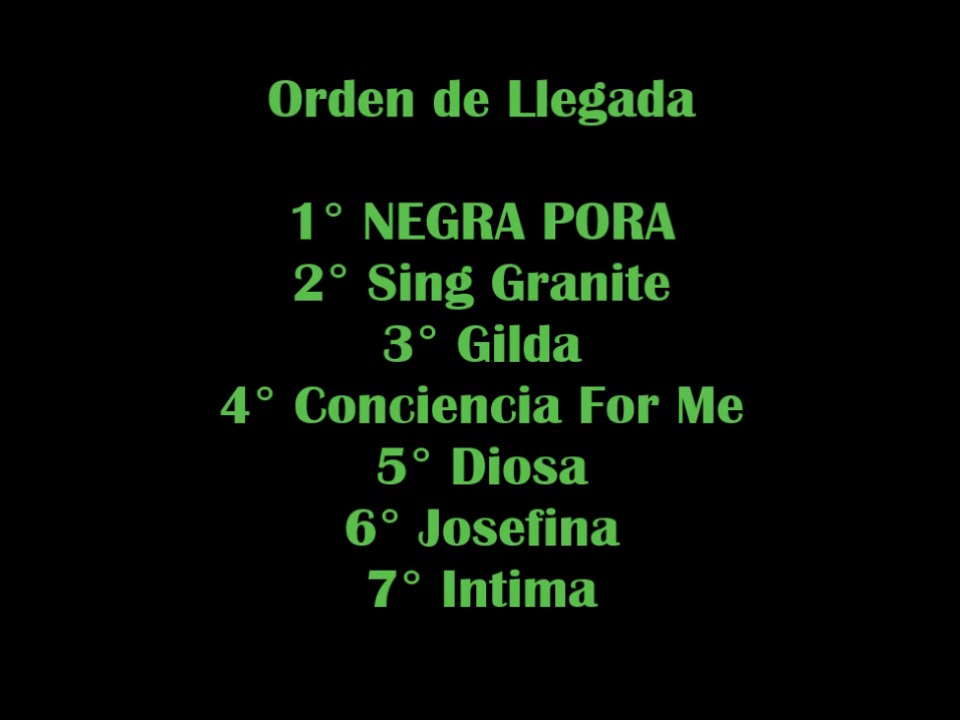 Orden de Llegada
1° NEGRA PORA
2° Sing Granite
3° Gilda
4° Conciencia For Me
5° Diosa
6° Josefina
7° Intima